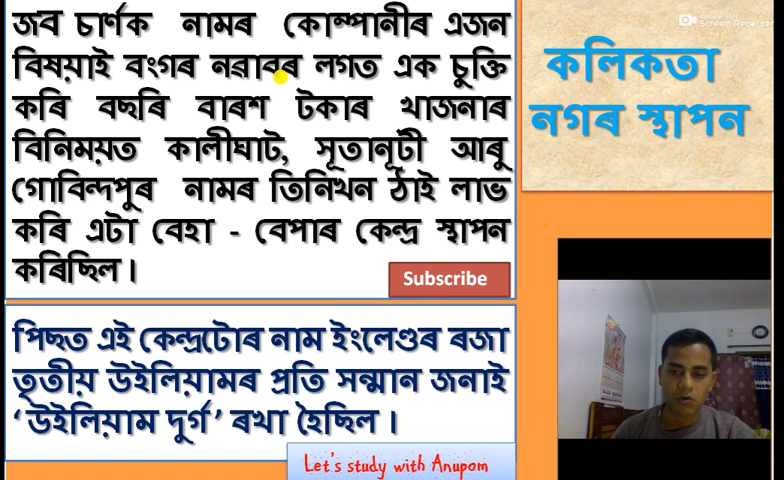 জব চাৰ্ণক নামৰ কোম্পানীৰ এজন
বিষয়াই বংগৰ নৱাবৰ লগত এক চুক্তি
কৰি বছৰি বাৰশ টকাৰ খাজনাৰ
বিনিময়ত কালীঘাট, সূতানূটী আৰু
গোবিন্দপুৰ নামৰ তিনিখন ঠাই লাভ
কৰি এটা বেহা - বেপাৰ কেন্দ্ৰ স্থাপন
কৰিছিল।
Subscribe
পিছত এই কেন্দ্ৰটোৰ নাম ইংলেণ্ডৰ ৰজা
তৃতীয় উইলিয়ামৰ প্ৰতি সন্মান জনাই
‘উইলিয়াম দুৰ্গ’ ৰখা হৈছিল।
Let's study with Anupom
কলিকতা
নগৰ স্থাপন
Screen Recorder